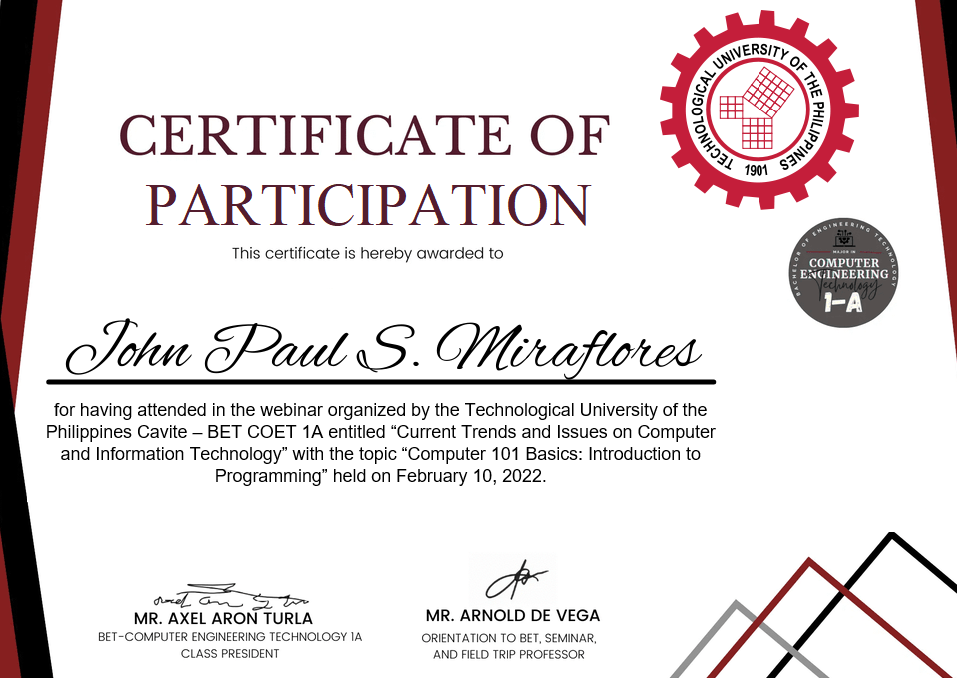 TECHNOLOGICAL UNIVERSITY OF THE PHILIPPINES
1901
CERTIFICATE OF
PARTICIPATION
This certificate is hereby awarded to
BACHELOR OF ENGINEERING TECHNOLOGY
MAJOR IN
COMPUTER
ENGINEERING
Technology
1-A
John Paul S. Miraflores
for having attended in the webinar organized by the Technological University of the
Philippines Cavite – BET COET 1A entitled “Current Trends and Issues on Computer
and Information Technology” with the topic “Computer 101 Basics: Introduction to
Programming” held on February 10, 2022.
MR. AXEL ARON TURLA
BET-COMPUTER ENGINEERING TECHNOLOGY 1A
CLASS PRESIDENT
MR. ARNOLD DE VEGA
ORIENTATION TO BET, SEMINAR,
AND FIELD TRIP PROFESSOR